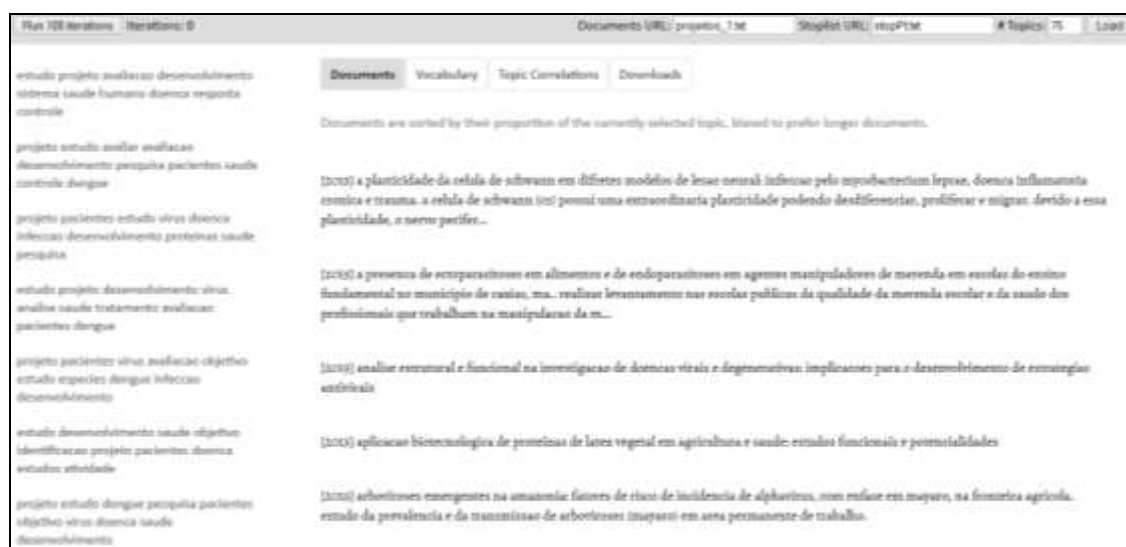 Run 100 iterations Iterations: 0 Documents URL: projetos_1.txt Stoplist URL: stopPt.txt # Topics: 75 Load
estudo projeto avaliacao desenvolvimento
sistema saude humano doenca resposta
controle
projeto estudo avaliar avaliacao
desenvolvimento pesquisa pacientes saude
controle dengue
projeto pacientes estudo virus doenca
infeccao desenvolvimento proteinas saude
pesquisa
estudo projeto desenvolvimento virus
analise saude tratamento avaliacao
pacientes dengue
projeto pacientes virus avaliacao objetivo
estudo especies dengue infeccao
desenvolvimento
estudo desenvolvimento saude objetivo
identificacao projeto pacientes doenca
estudos atividade
projeto estudo dengue pesquisa pacientes
objetivo virus doenca saude
desenvolvimento
Documents Vocabulary Topic Correlations Downloads
Documents are sorted by their proportion of the currently selected topic, biased to prefer longer documents.
a plasticidade da celula de schwann em difretes modelos de lesao neural: infeccao pelo mycobacterium leprae, doenca inflamatoria
cronica e trauma. a celula de schwann (cs) possui uma extraordinaria plasticidade podendo desdiferenciar, proliferar e migrar. devido a essa
plasticidade, o nervo perifer...
a presenca de ectoparasitoses em alimentos e de endoparasitoses em agentes manipuladores de merenda em escolas do ensino
fundamental no municipio de caxias, ma.. realizar levantamento nas escolas publicas da qualidade da merenda escolar e da saude dos
profissionais que trabalham na manipulacao da m...
analise estrutural e funcional na investigacao de doencas virais e degenerativas: implicacoes para o desenvolvimento de estrategias
antivirais
aplicacao biotecnologica de proteinas de latex vegetal em agricultura e saude: estudos funcionais e potencialidades
arboviroses emergentes na amazonia: fatores de risco de incidencia de alphavirus, com enfase em mayaro, na fronteira agricola.
estudo da prevalencia e da transmissao de arboviroses (mayaro) em area permanente de trabalho.